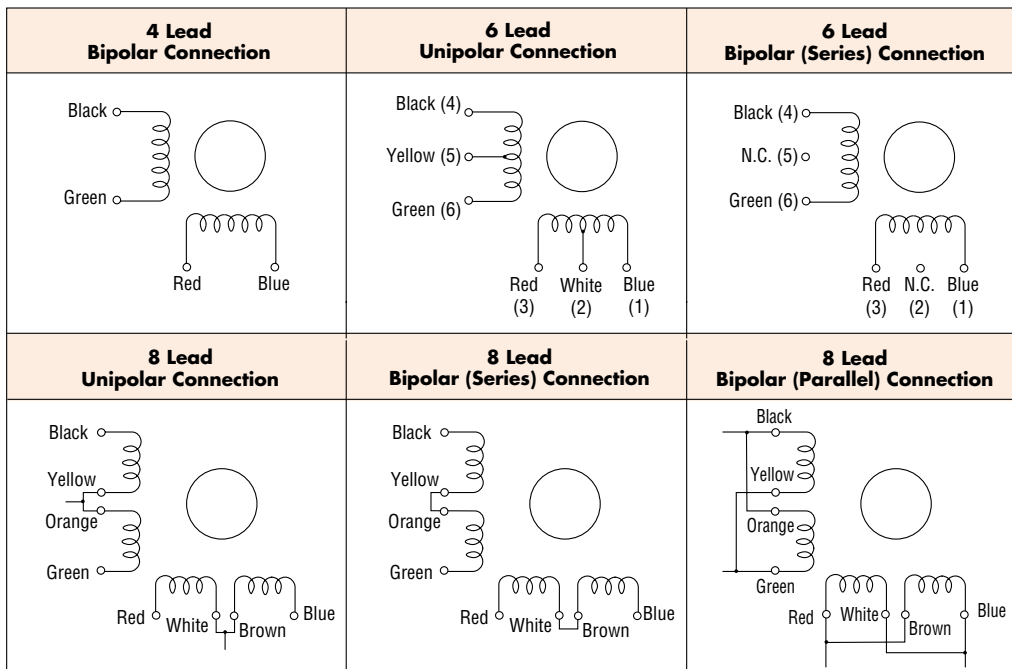 4 Lead
Bipolar Connection
6 Lead
Unipolar Connection
6 Lead
Bipolar (Series) Connection
Black
Green
Red Blue
Black (4)
Yellow (5)
Green (6)
Red White Blue
(3) (2) (1)
Black (4)
N.C. (5)
Green (6)
Red N.C. Blue
(3) (2) (1)
8 Lead
Unipolar Connection
8 Lead
Bipolar (Series) Connection
8 Lead
Bipolar (Parallel) Connection
Black
Yellow
Orange
Green
Red White Brown Blue
Black
Yellow
Orange
Green
Red White Brown Blue
Black
Yellow
Orange
Green
Red White Brown Blue